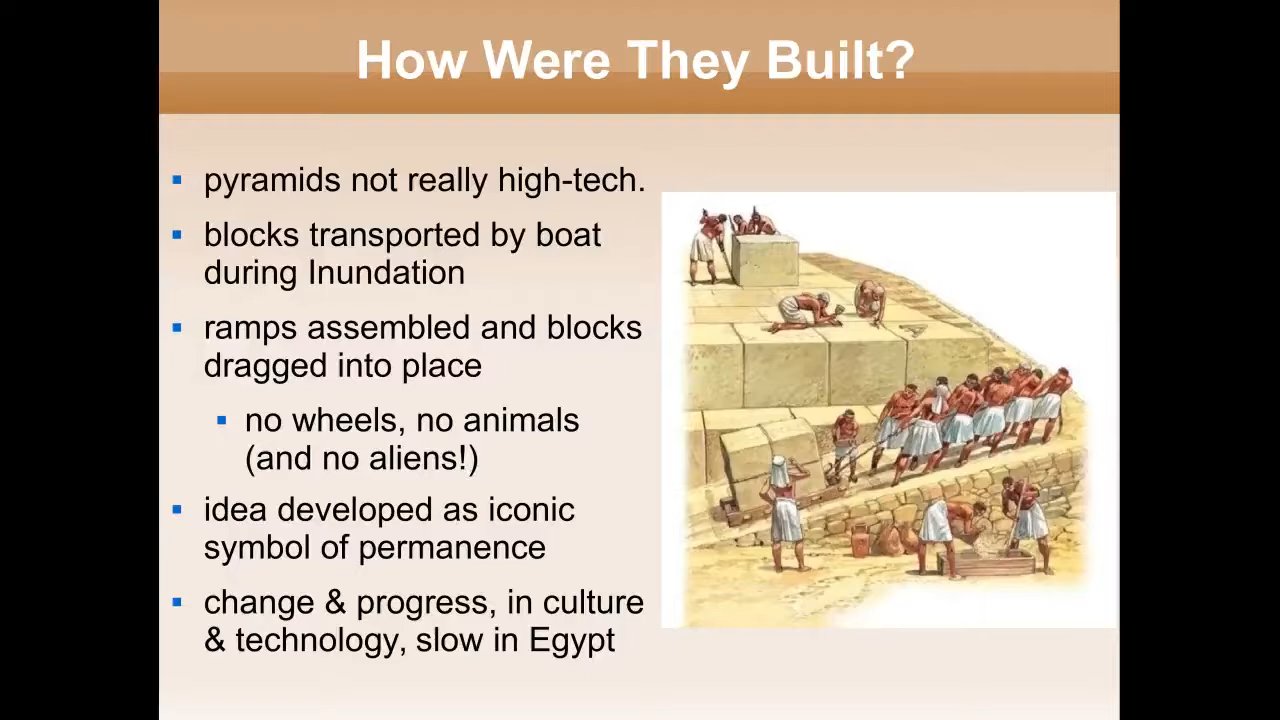 How Were They Built?
pyramids not really high-tech.
blocks transported by boat
during Inundation
ramps assembled and blocks
dragged into place
no wheels, no animals
(and no aliens!)
idea developed as iconic
symbol of permanence
change & progress, in culture
& technology, slow in Egypt